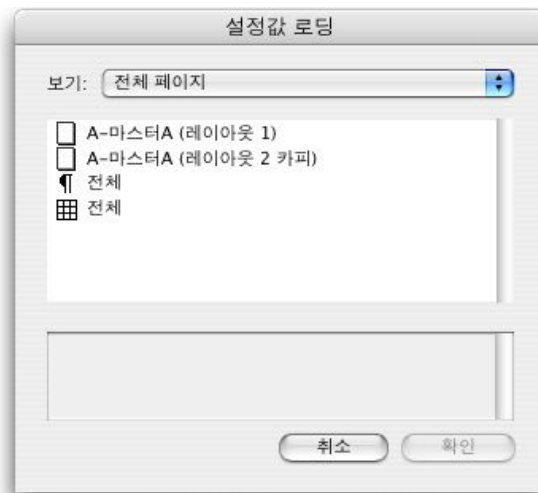 설정값 로딩
보기: 전체 페이지
A-마스터A (레이아웃 1)
A-마스터A (레이아웃 2 카피)
¶ 전체
전체
취소 확인